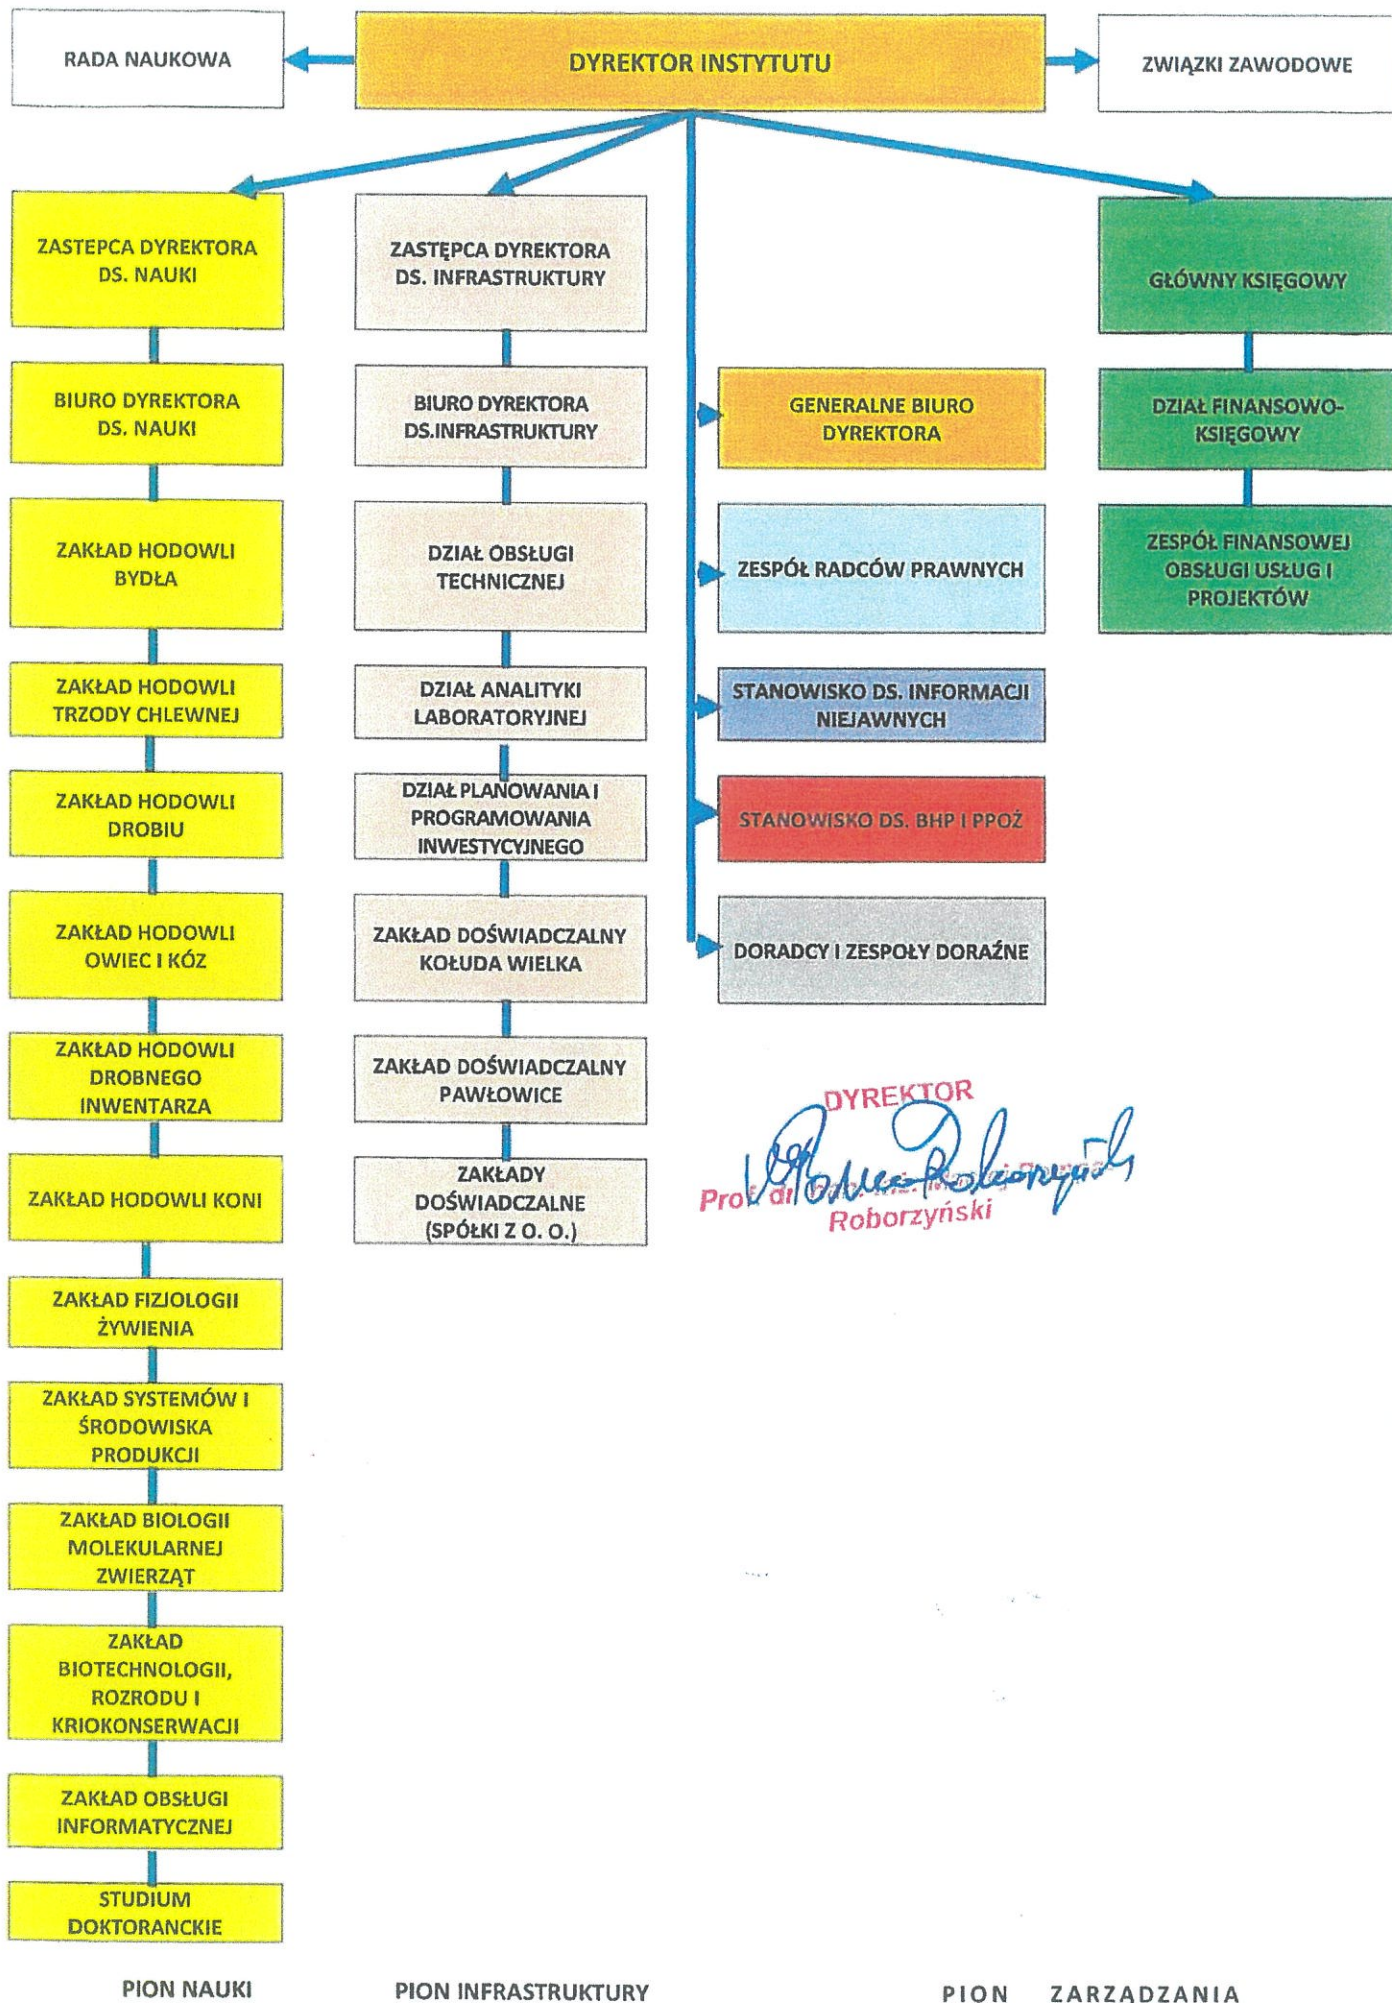 RADA NAUKOWA
DYREKTOR INSTYTUTU
ZWIĄZKI ZAWODOWE
ZASTEPCA DYREKTORA
DS. NAUKI
ZASTĘPCA DYREKTORA
DS. INFRASTRUKTURY
GŁÓWNY KSIĘGOWY
BIURO DYREKTORA
DS. NAUKI
BIURO DYREKTORA
DS.INFRASTRUKTURY
GENERALNE BIURO
DYREKTORA
DZIAŁ FINANSOWO-
KSIĘGOWY
ZAKŁAD HODOWLI
BYDŁA
DZIAŁ OBSŁUGI
TECHNICZNEJ
ZESPÓŁ RADCÓW PRAWNYCH
ZESPÓŁ FINANSOWEJ
OBSŁUGI USŁUG I
PROJEKTÓW
ZAKŁAD HODOWLI
TRZODY CHLEWNEJ
DZIAŁ ANALITYKI
LABORATORYJNEJ
STANOWISKO DS. INFORMACJI
NIEJAWNYCH
ZAKŁAD HODOWLI
DROBIU
DZIAŁ PLANOWANIA I
PROGRAMOWANIA
INWESTYCYJNEGO
STANOWISKO DS. BHP I PPOŻ
ZAKŁAD HODOWLI
OWIEC I KÓZ
ZAKŁAD DOŚWIADCZALNY
KOŁUDA WIELKA
DORADCY I ZESPOŁY DORAŹNE
ZAKŁAD HODOWLI
DROBNEGO
INWENTARZA
ZAKŁAD DOŚWIADCZALNY
PAWŁOWICE
DYREKTOR
Prof. dr
Roborzyński
ZAKŁAD HODOWLI KONI
ZAKŁADY
DOŚWIADCZALNE
(SPÓŁKI Z O. O.)
ZAKŁAD FIZJOLOGII
ŻYWIENIA
ZAKŁAD SYSTEMÓW I
ŚRODOWISKA
PRODUKCJI
ZAKŁAD BIOLOGII
MOLEKULARNEJ
ZWIERZĄT
ZAKŁAD
BIOTECHNOLOGII,
ROZRODU I
KRIOKONSERWACJI
ZAKŁAD OBSŁUGI
INFORMATYCZNEJ
STUDIUM
DOKTORANCKIE
PION NAUKI
PION INFRASTRUKTURY
PION ZARZĄDZANIA